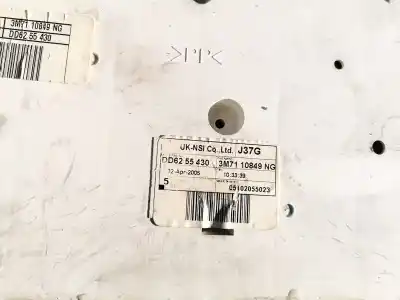 3M71 10849 NG
DD62 55 430
>PP<
UK-NSI Co.,Ltd. J37G
DD62 55 430 3M71 10849 NG
12-Apr-2005 10:33:39
5 05102055023